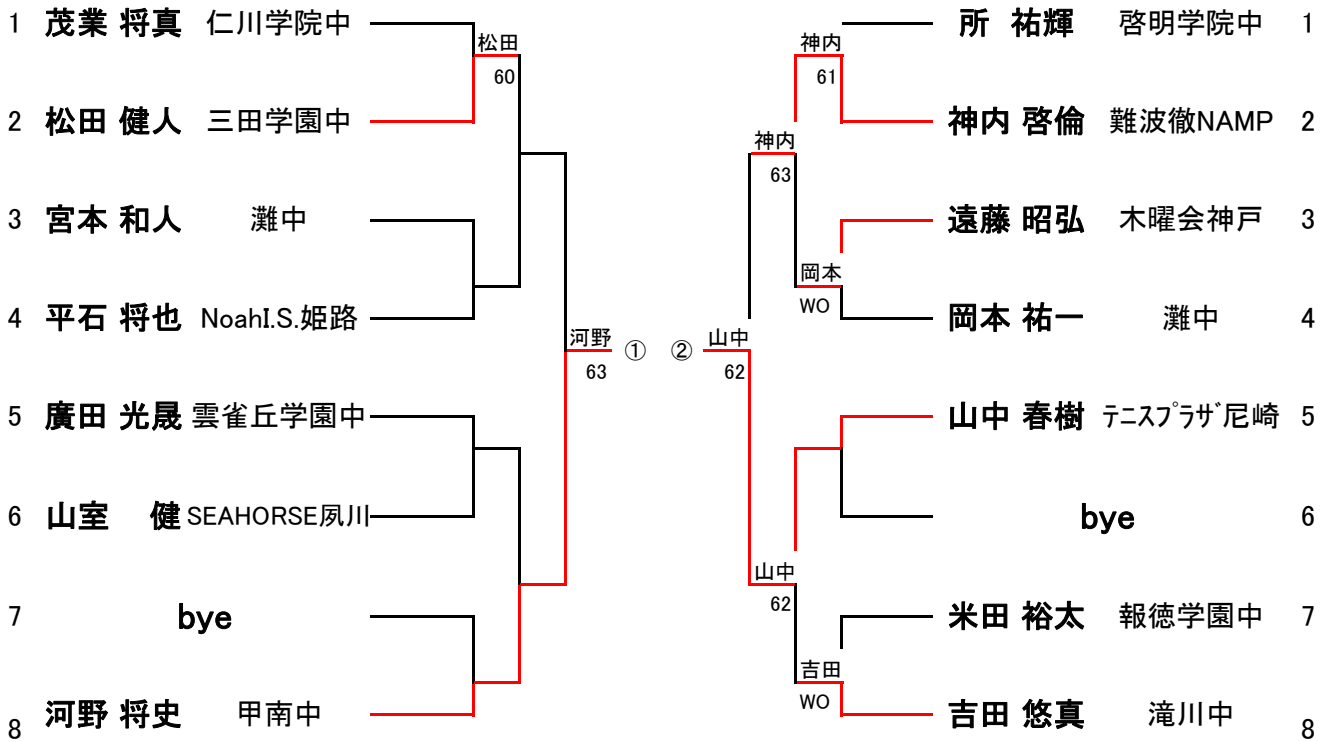 1 茂業 将真 仁川学院中
松田
60
2 松田 健人 三田学園中
3 宮本 和人 灘中
4 平石 将也 NoahI.S.姫路
河野 ①
63
5 廣田 光晟 雲雀丘学園中
6 山室 健 SEAHORSE夙川
7 bye
8 河野 将史 甲南中
所 祐輝 啓明学院中 1
神内
61
神内 啓倫 難波徹NAMP 2
神内
63
遠藤 昭弘 木曜会神戸 3
岡本
WO
岡本 祐一 灘中 4
② 山中
62
山中 春樹 テニスプラザ尼崎 5
bye 6
山中
62
米田 裕太 報徳学園中 7
吉田
WO
吉田 悠真 滝川中 8